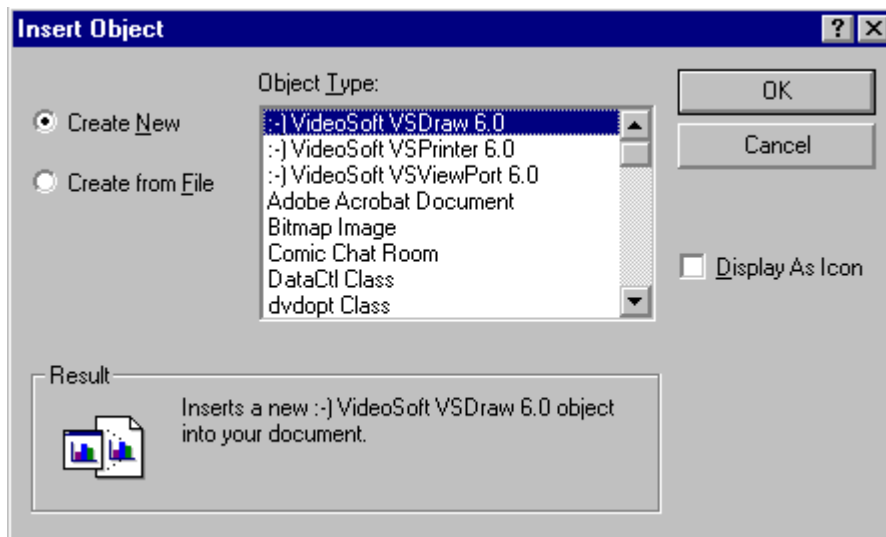 Insert Object
Object Type:
Create New
Create from File
:-) VideoSoft VSDraw 6.0
:-) VideoSoft VSPrinter 6.0
:-) VideoSoft VSViewPort 6.0
Adobe Acrobat Document
Bitmap Image
Comic Chat Room
DataCtl Class
dvdopt Class
OK
Cancel
Display As Icon
Result
Inserts a new :-) VideoSoft VSDraw 6.0 object
into your document.